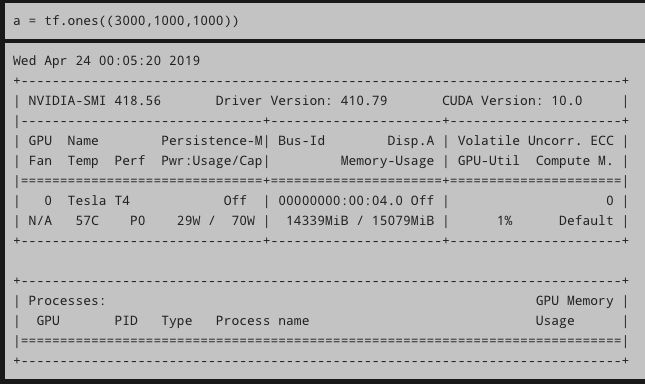 a = tf.ones((3000,1000,1000))
Wed Apr 24 00:05:20 2019
+-----------------------------------------------------------------------------+
| NVIDIA-SMI 418.56       Driver Version: 410.79       CUDA Version: 10.0     |
|-------------------------------+----------------------+----------------------+
| GPU  Name        Persistence-M| Bus-Id        Disp.A | Volatile Uncorr. ECC |
| Fan  Temp  Perf  Pwr:Usage/Cap|         Memory-Usage | GPU-Util  Compute M. |
|===============================+======================+======================|
|   0  Tesla T4            Off  | 00000000:00:04.0 Off |                    0 |
| N/A   57C    P0    29W /  70W |  14339MiB / 15079MiB |      1%      Default |
+-------------------------------+----------------------+----------------------+
+-----------------------------------------------------------------------------+
| Processes:                                                       GPU Memory |
|  GPU       PID   Type   Process name                             Usage      |
|=============================================================================|
+-----------------------------------------------------------------------------+